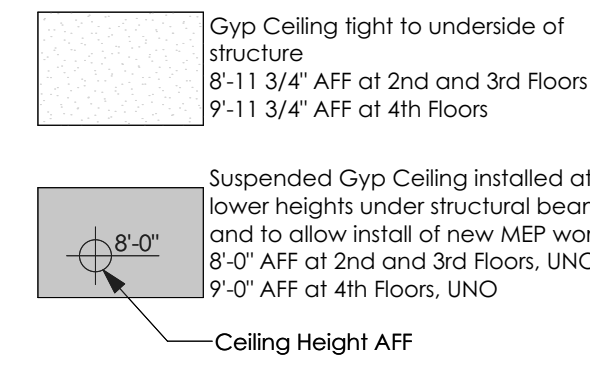 Gyp Ceiling tight to underside of
structure
8'-11 3/4" AFF at 2nd and 3rd Floors
9'-11 3/4" AFF at 4th Floors
Suspended Gyp Ceiling installed at
lower heights under structural
and to allow install of new MEP
8'-0" AFF at 2nd and 3rd Floors,
9'-0" AFF at 4th Floors, UNO
8'-0"
Ceiling Height AFF